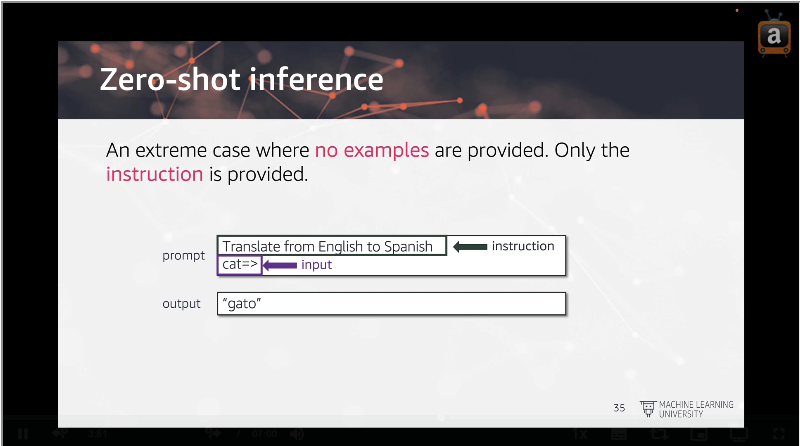 a
Zero-shot inference
An extreme case where no examples are provided. Only the
instruction is provided.
prompt
Translate from English to Spanish
instruction
cat=>
input
output
“gato”
35
MACHINE LEARNING
UNIVERSITY
1x